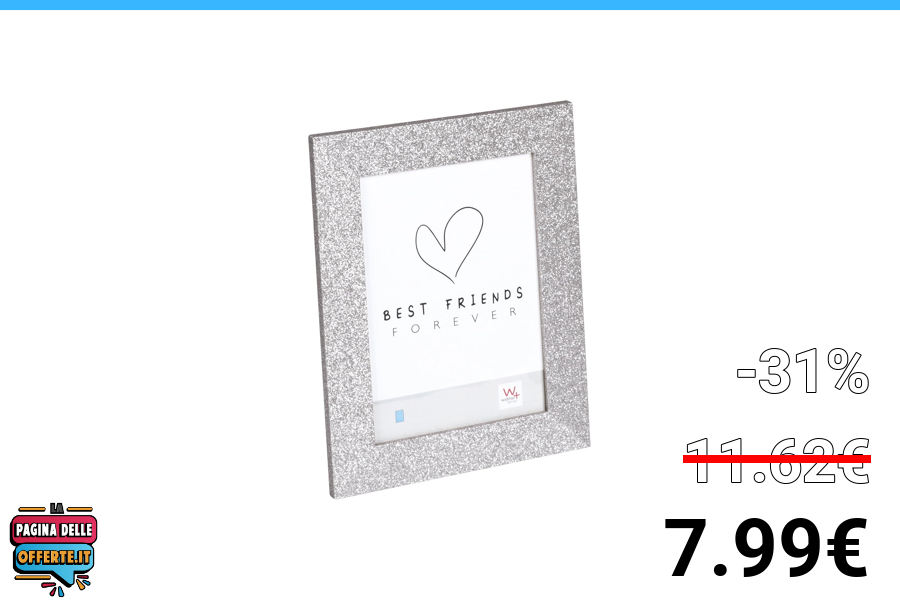 BEST FRIENDS
FOREVER
W+
-31%
11.62€
7.99€
LA
PAGINA DELLE
OFFERTE.IT